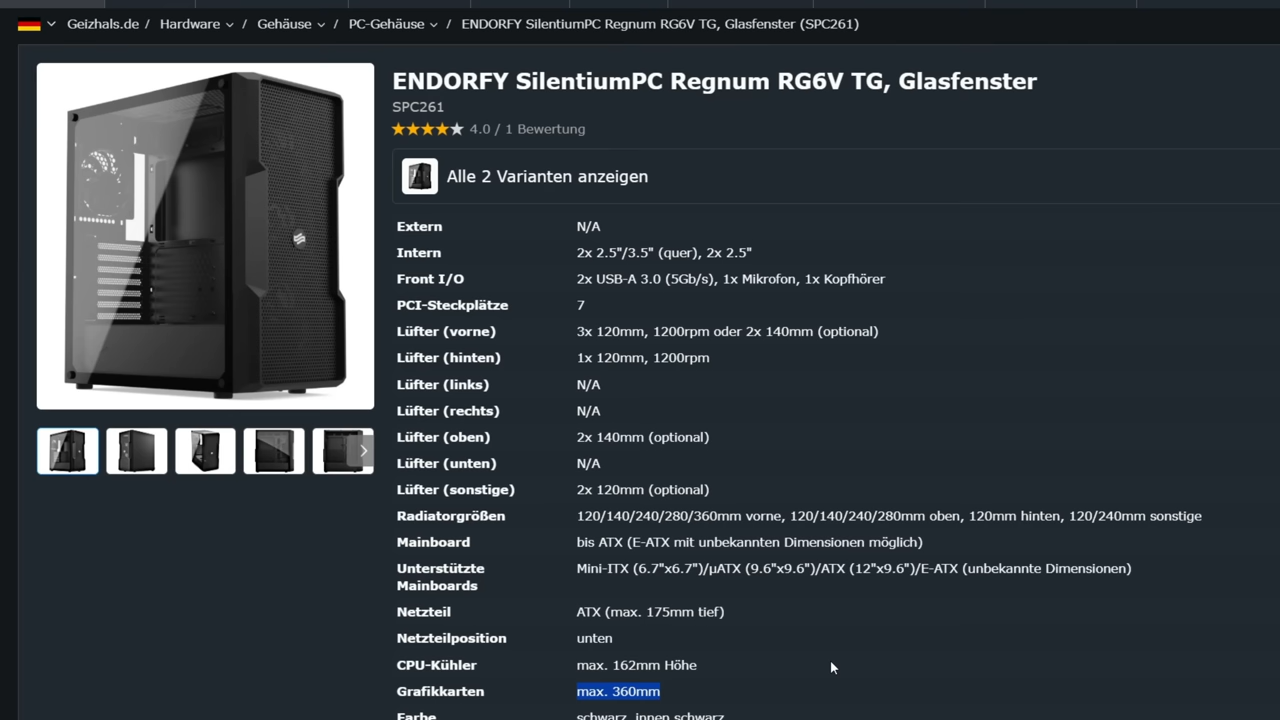 Geizhals.de / Hardware / Gehäuse / PC-Gehäuse / ENDORFY SilentiumPC Regnum RG6V TG, Glasfenster (SPC261)
ENDORFY SilentiumPC Regnum RG6V TG, Glasfenster
SPC261
4.0 / 1 Bewertung
Alle 2 Varianten anzeigen
Extern N/A
Intern 2x 2.5"/3.5" (quer), 2x 2.5"
Front I/O 2x USB-A 3.0 (5Gb/s), 1x Mikrofon, 1x Kopfhörer
PCI-Steckplätze 7
Lüfter (vorne) 3x 120mm, 1200rpm oder 2x 140mm (optional)
Lüfter (hinten) 1x 120mm, 1200rpm
Lüfter (links) N/A
Lüfter (rechts) N/A
Lüfter (oben) 2x 140mm (optional)
Lüfter (unten) N/A
Lüfter (sonstige) 2x 120mm (optional)
Radiatorgrößen 120/140/240/280/360mm vorne, 120/140/240/280mm oben, 120mm hinten, 120/240mm sonstige
Mainboard bis ATX (E-ATX mit unbekannten Dimensionen möglich)
Unterstützte Mini-ITX (6.7"x6.7")/µATX (9.6"x9.6")/ATX (12"x9.6")/E-ATX (unbekannte Dimensionen)
Mainboards
Netzteil ATX (max. 175mm tief)
Netzteilposition unten
CPU-Kühler max. 162mm Höhe
Grafikkarten max. 360mm
Farbe schwarz, innen schwarz